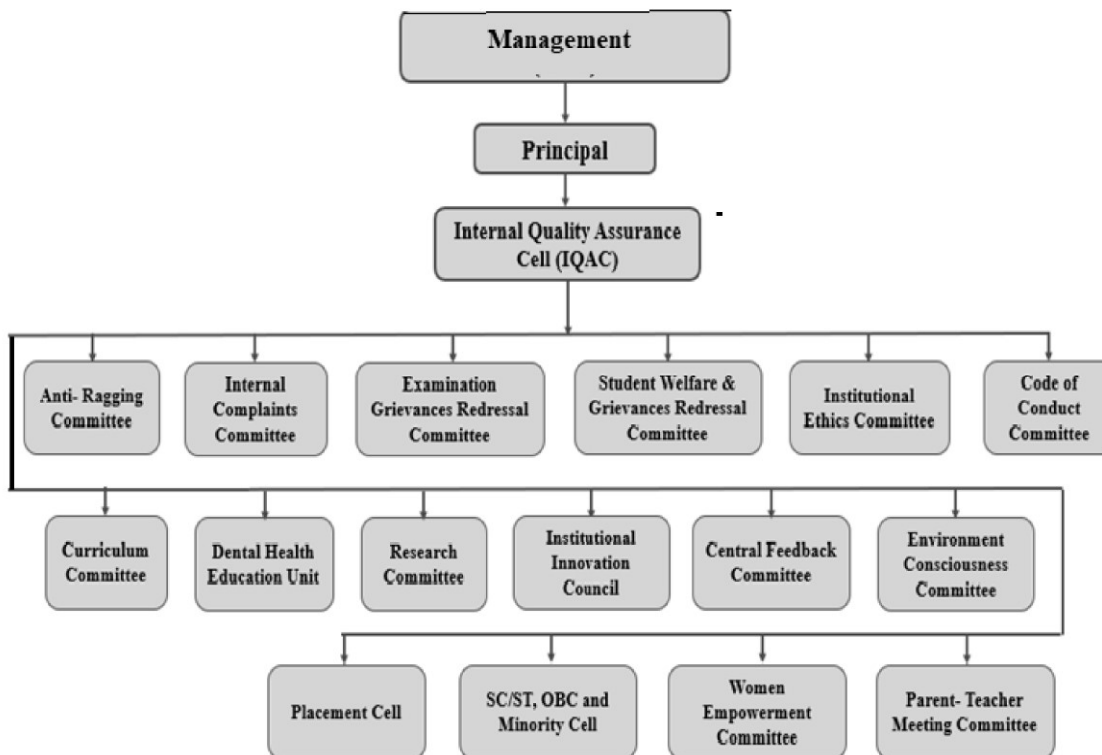 Management
Principal
Internal Quality Assurance
Cell (IQAC)
Anti- Ragging
Committee
Internal
Complaints
Committee
Examination
Grievances Redressal
Committee
Student Welfare &
Grievances Redressal
Committee
Institutional
Ethics Committee
Code of
Conduct
Committee
Curriculum
Committee
Dental Health
Education Unit
Research
Committee
Institutional
Innovation
Council
Central Feedback
Committee
Environment
Consciousness
Committee
Placement Cell
SC/ST, OBC and
Minority Cell
Women
Empowerment
Committee
Parent- Teacher
Meeting Committee